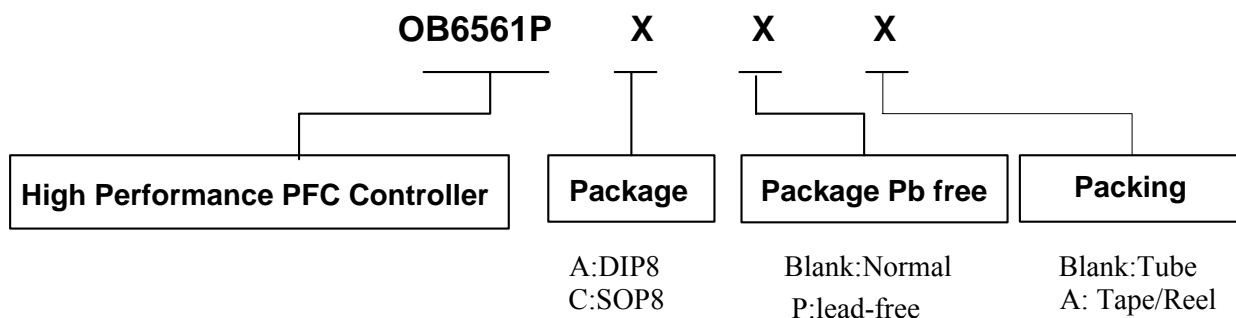 OB6561P X X X
High Performance PFC Controller
Package
Package Pb free
Packing
A:DIP8
C:SOP8
Blank:Normal
P:lead-free
Blank:Tube
A: Tape/Reel